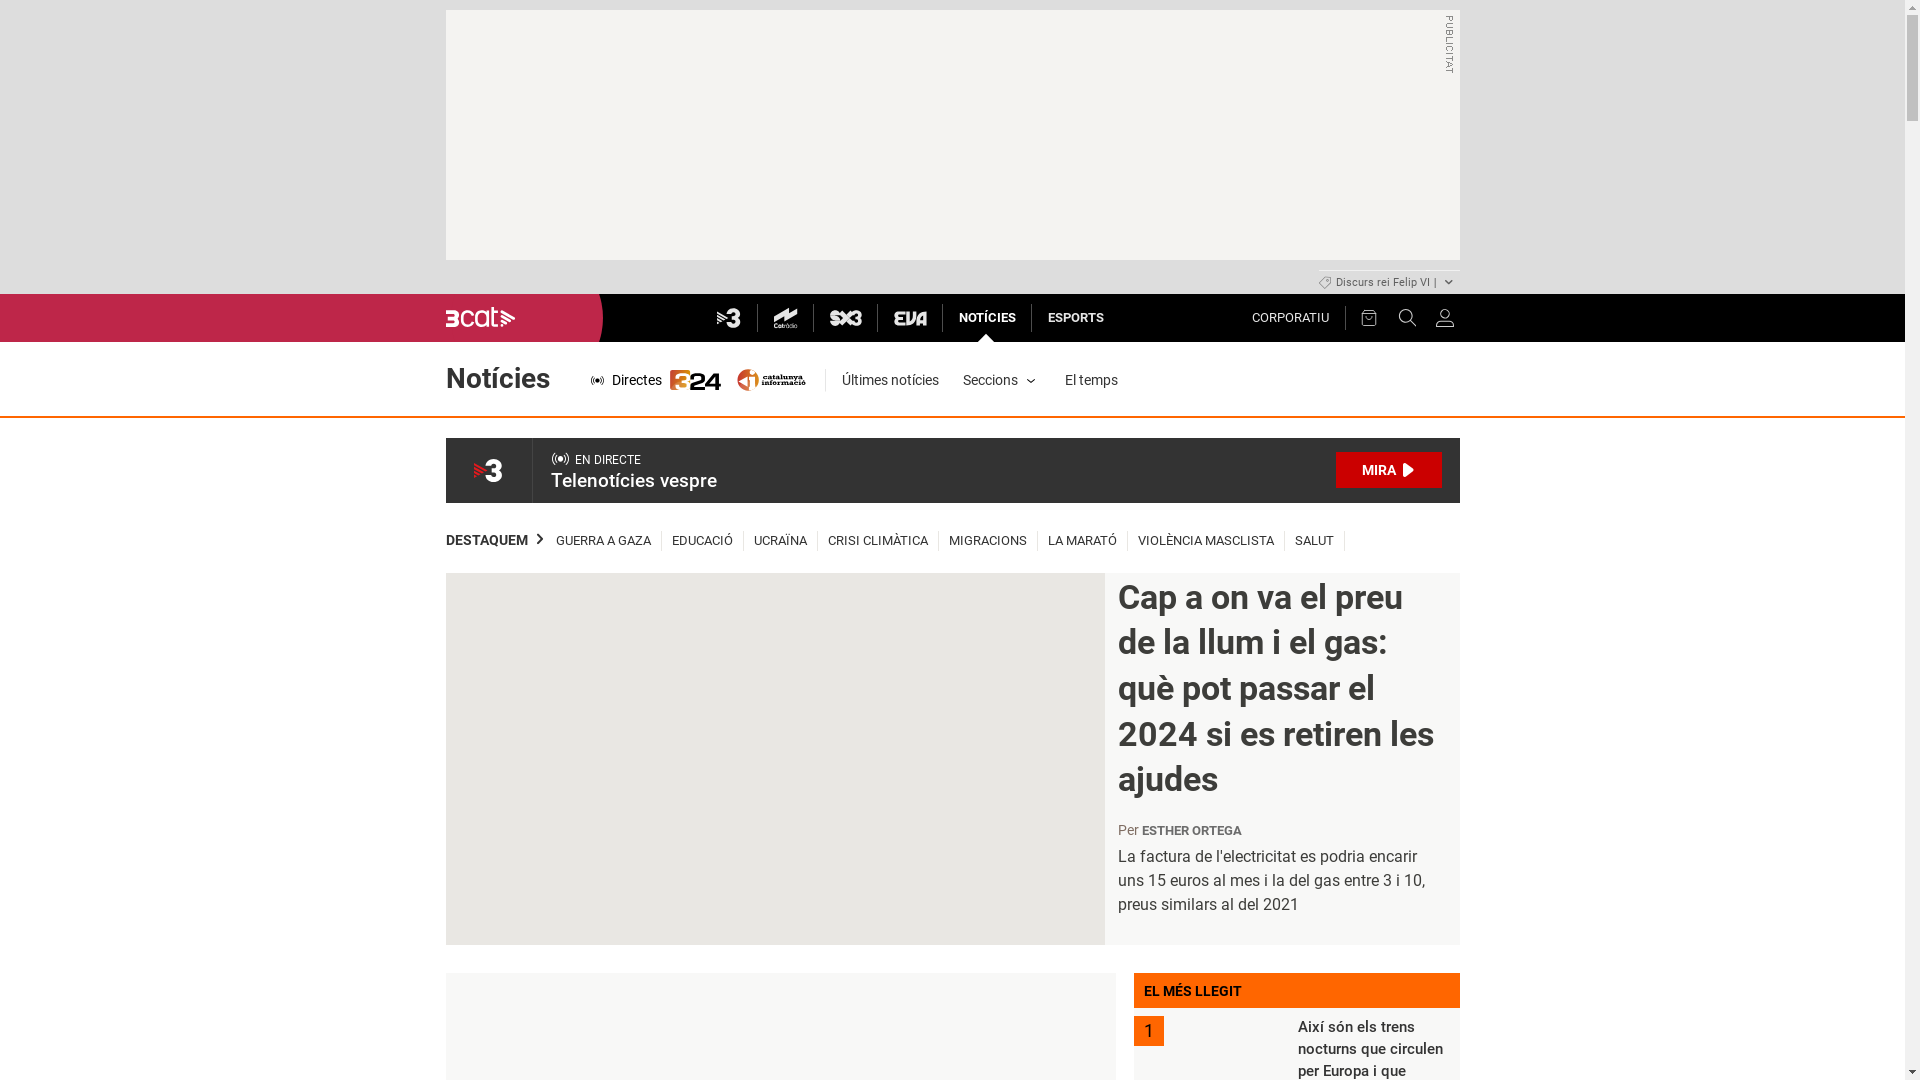 PUBLICITAT
Discurs rei Felip VI |
3cat
3
Catràdio
SX3
EVA
NOTÍCIES
ESPORTS
CORPORATIU
Notícies
Directes
324
catalunya
informació
Últimes notícies
Seccions
El temps
3
EN DIRECTE
Telenotícies vespre
MIRA
DESTAQUEM
GUERRA A GAZA
EDUCACIÓ
UCRAÏNA
CRISI CLIMÀTICA
MIGRACIONS
LA MARATÓ
VIOLÈNCIA MASCLISTA
SALUT
Cap a on va el preu
de la llum i el gas:
què pot passar el
2024 si es retiren les
ajudes
Per ESTHER ORTEGA
La factura de l'electricitat es podria encarir
uns 15 euros al mes i la del gas entre 3 i 10,
preus similars al del 2021
EL MÉS LLEGIT
1
Així són els trens
nocturns que circulen
per Europa i que